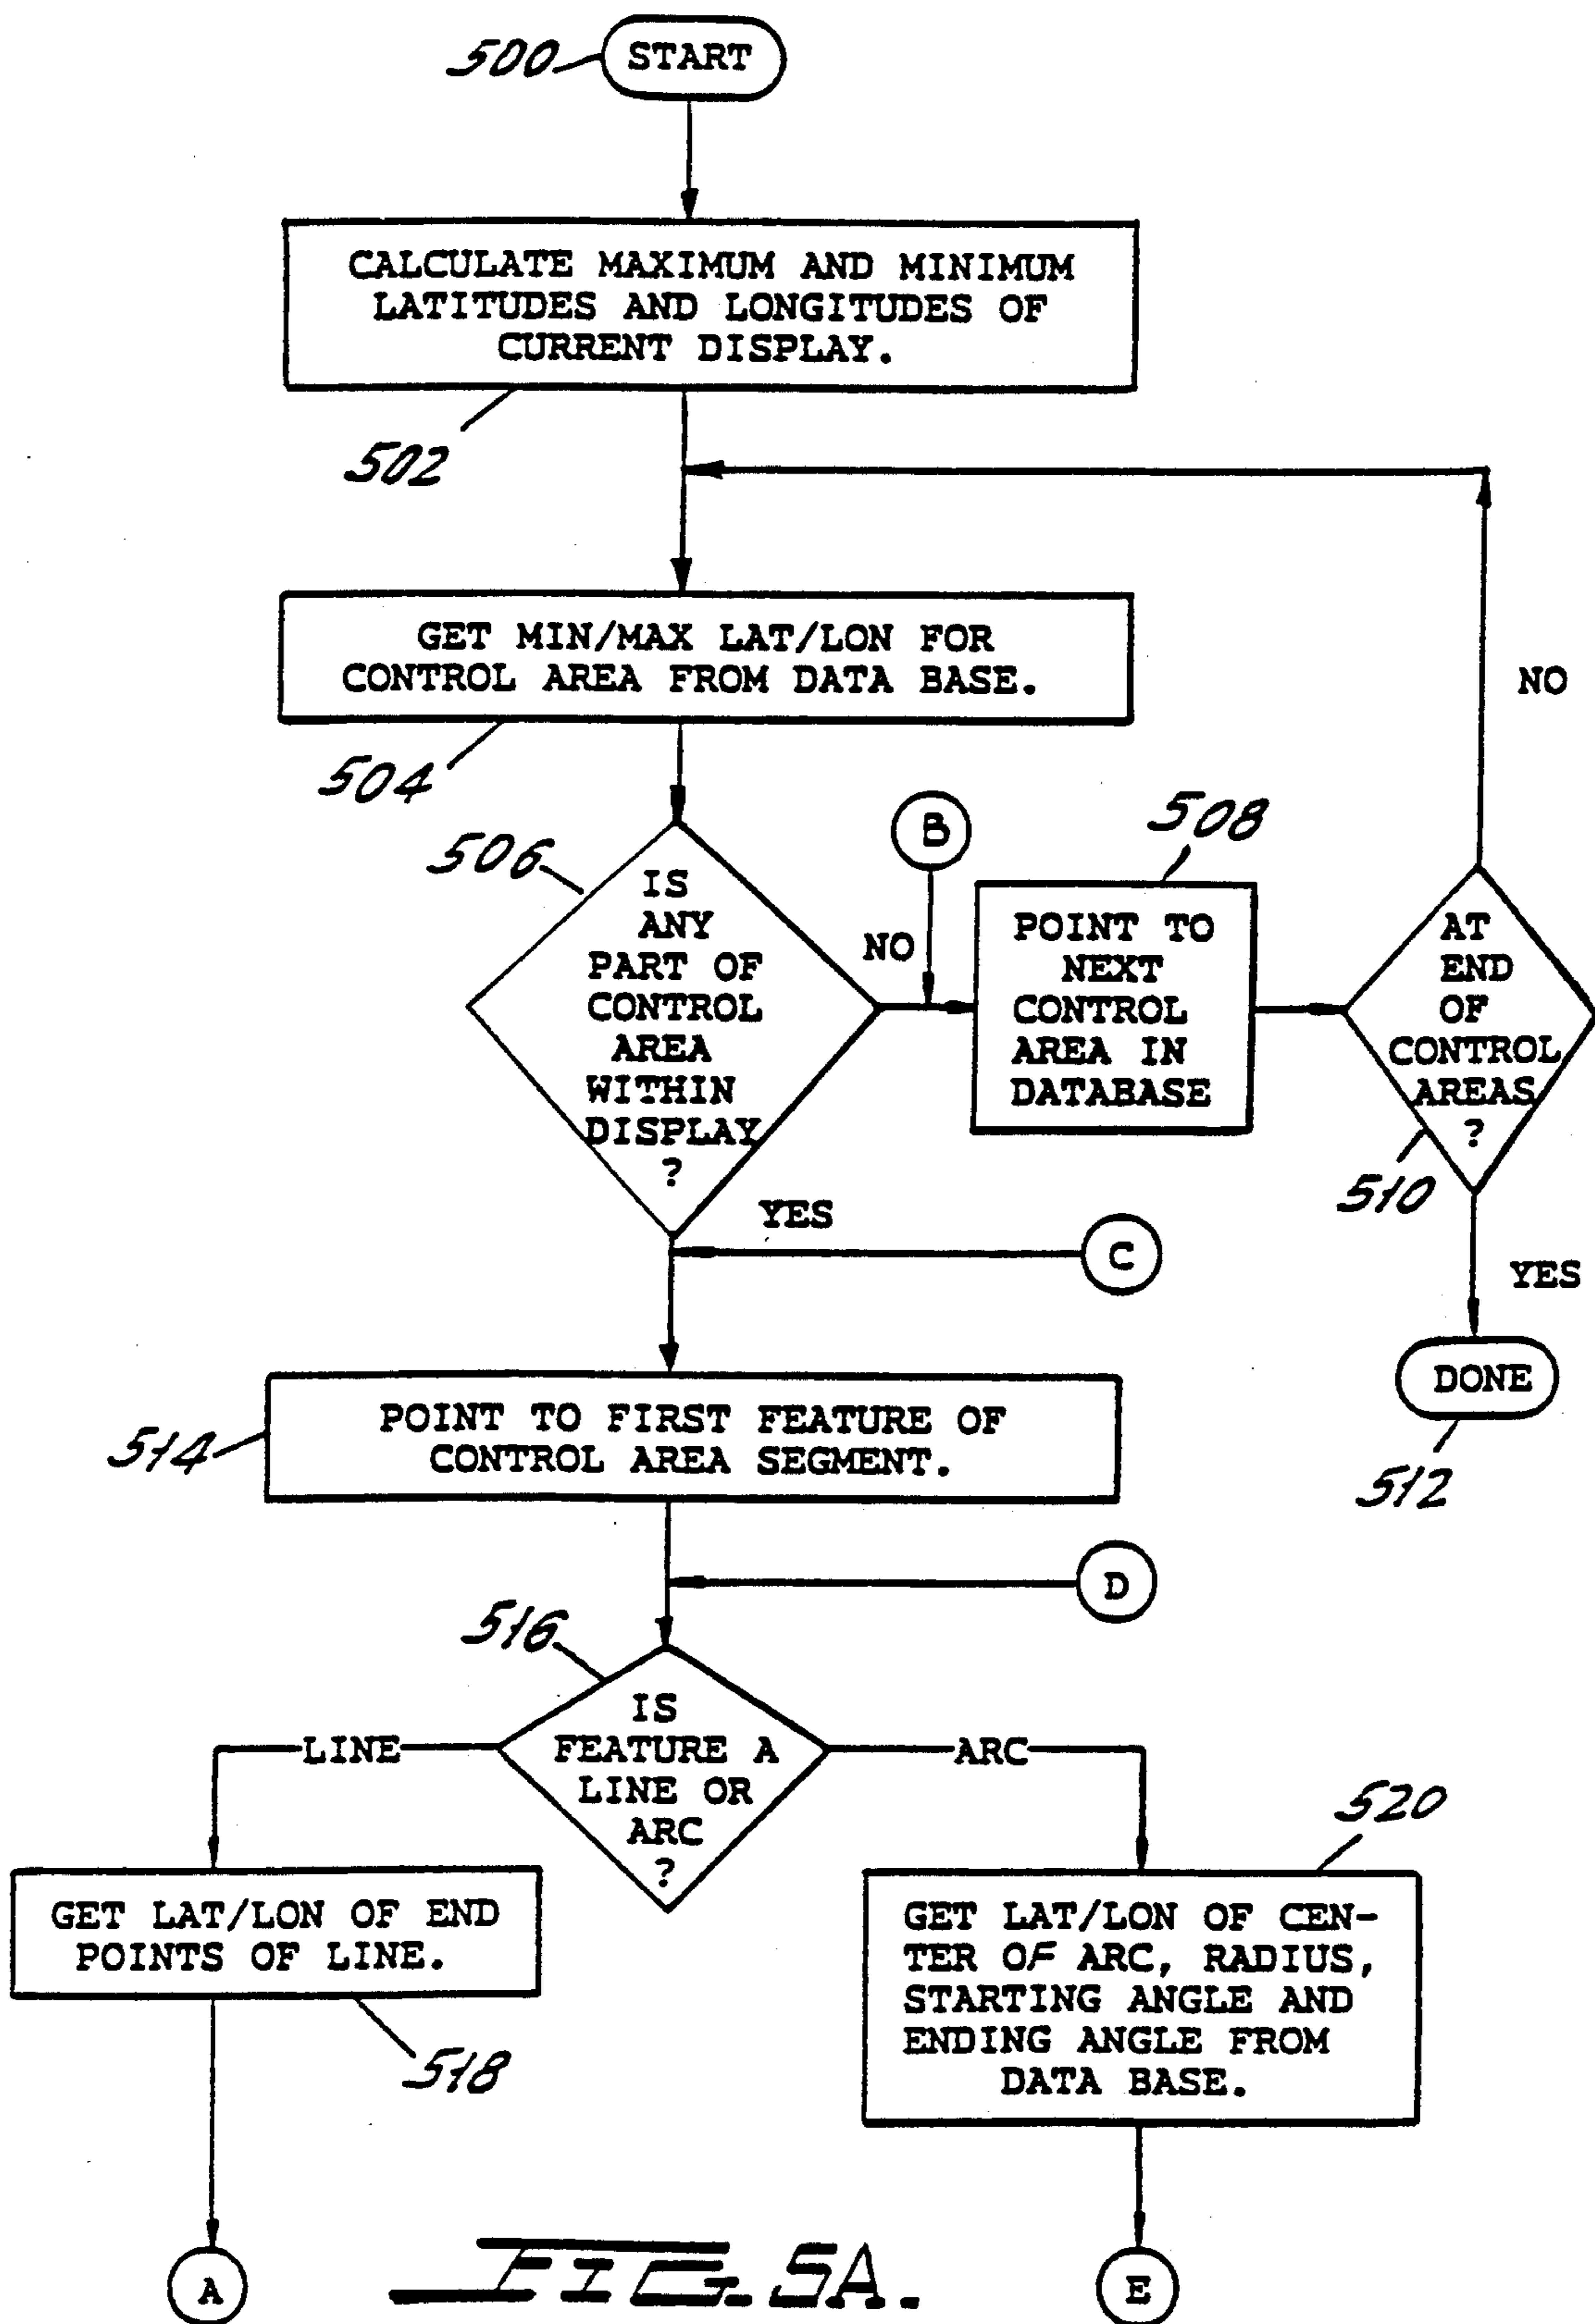 500
START
CALCULATE MAXIMUM AND MINIMUM
LATITUDES AND LONGITUDES OF
CURRENT DISPLAY.
502
GET MIN/MAX LAT/LON FOR
CONTROL AREA FROM DATA BASE.
504
NO
506
IS
ANY
PART OF
CONTROL
AREA
WITHIN
DISPLAY
?
NO
B
508
POINT TO
NEXT
CONTROL
AREA IN
DATABASE
AT
END
OF
CONTROL
AREAS
?
510
YES
DONE
512
YES
C
514
POINT TO FIRST FEATURE OF
CONTROL AREA SEGMENT.
D
516
IS
FEATURE A
LINE OR
ARC
?
LINE
ARC
GET LAT/LON OF END
POINTS OF LINE.
518
520
GET LAT/LON OF CEN-
TER OF ARC, RADIUS,
STARTING ANGLE AND
ENDING ANGLE FROM
DATA BASE.
A
E
FIG. 5A.